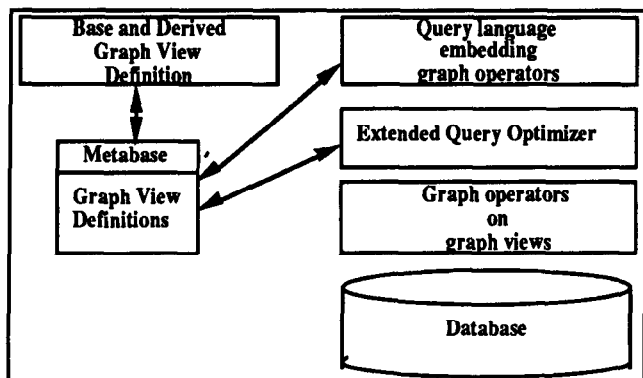 Base and Derived
Graph View
Definition
Query language
embedding
graph operators
Metabase
Graph View
Definitions
Extended Query Optimizer
Graph operators
on
graph views
Database